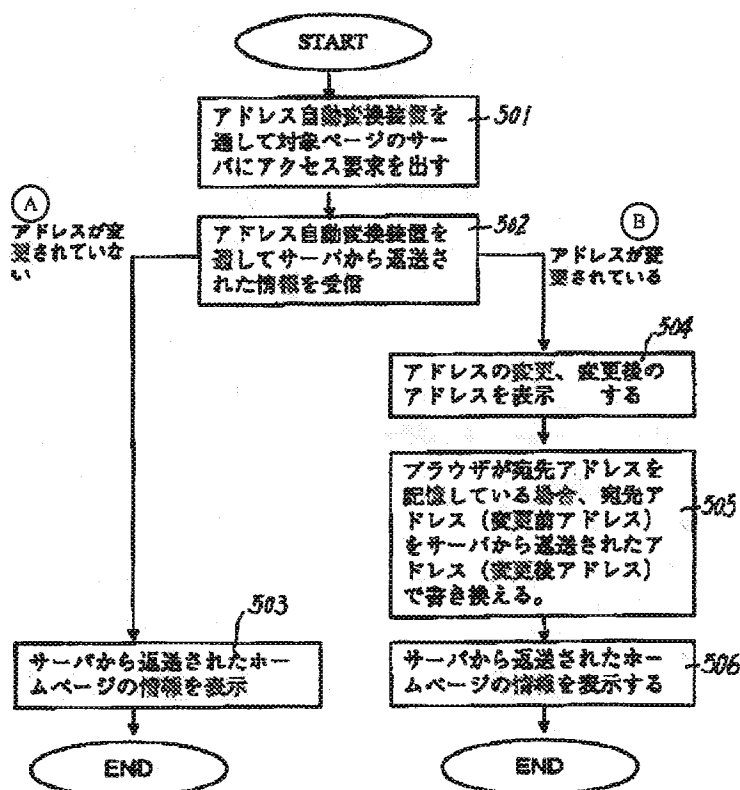 START
アドレス自動変換装置を
通して対象ページのサー
バにアクセス要求を出す
501
アドレス自動変換装置を
通してサーバから返送さ
れた情報を受信
502
A
アドレスが変
更されていな
い
B
アドレスが変
更されている
504
アドレスの変更、変更後の
アドレスを表示 する
ブラウザが宛先アドレスを
記憶している場合、宛先ア
ドレス（変更前アドレス）
をサーバから返送されたア
ドレス（変更後アドレス）
で書き換える。
505
503
サーバから返送されたホー
ムページの情報を表示
サーバから返送されたホー
ムページの情報を表示する
506
END
END